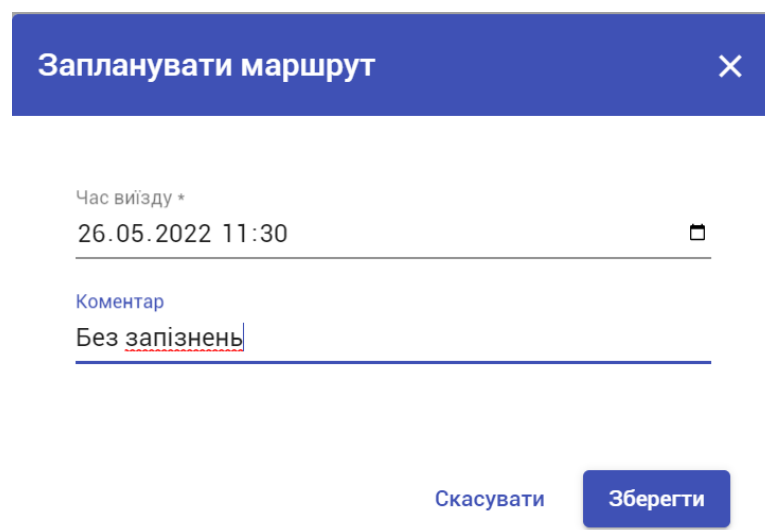 Запланувати маршрут
Час виїзду *
26.05.2022 11:30
Коментар
Без запізнень
Скасувати Зберегти